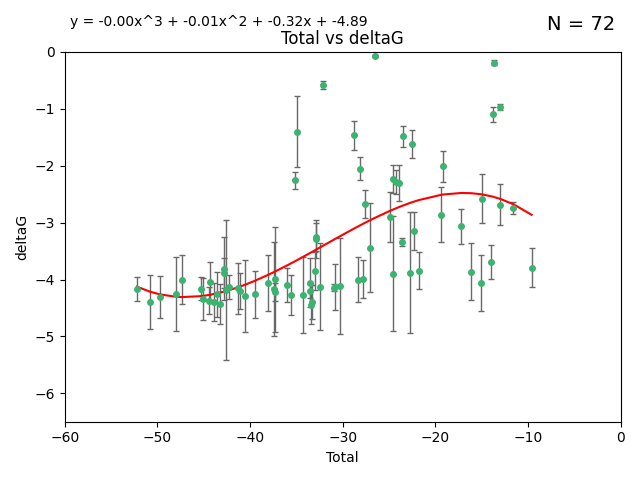 y = -0.00x^3 + -0.01x^2 + -0.32x + -4.89
N = 72
Total vs deltaG
0
−1
−2
−3
−4
−5
−6
deltaG
−60
−50
−40
−30
−20
−10
0
Total